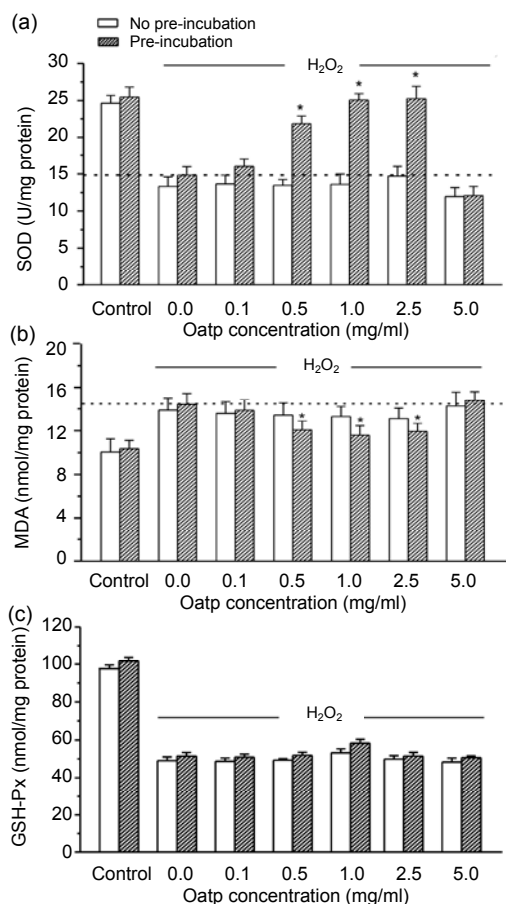 (a)
No pre-incubation
Pre-incubation
H₂O₂
30
25
20
15
10
5
0
SOD (U/mg protein)
* * *
Control 0.0 0.1 0.5 1.0 2.5 5.0
Oatp concentration (mg/ml)
(b)
H₂O₂
20
16
12
8
4
0
MDA (nmol/mg protein)
* * *
Control 0.0 0.1 0.5 1.0 2.5 5.0
Oatp concentration (mg/ml)
(c)
H₂O₂
120
100
80
60
40
20
0
GSH-Px (nmol/mg protein)
Control 0.0 0.1 0.5 1.0 2.5 5.0
Oatp concentration (mg/ml)